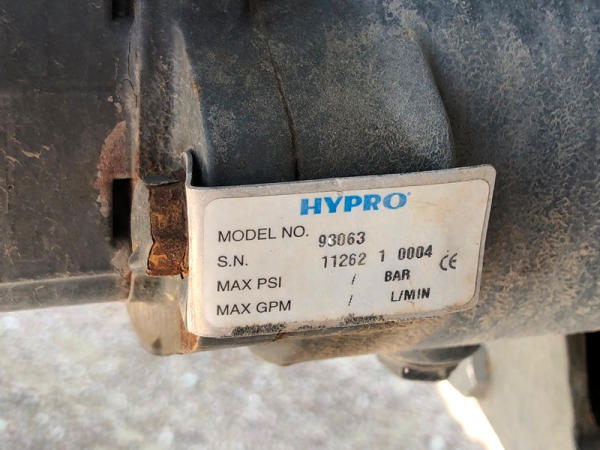 HYPRO®
MODEL NO. 93063
S.N. 11262 1 0004 CE
MAX PSI / BAR
MAX GPM / L/MIN